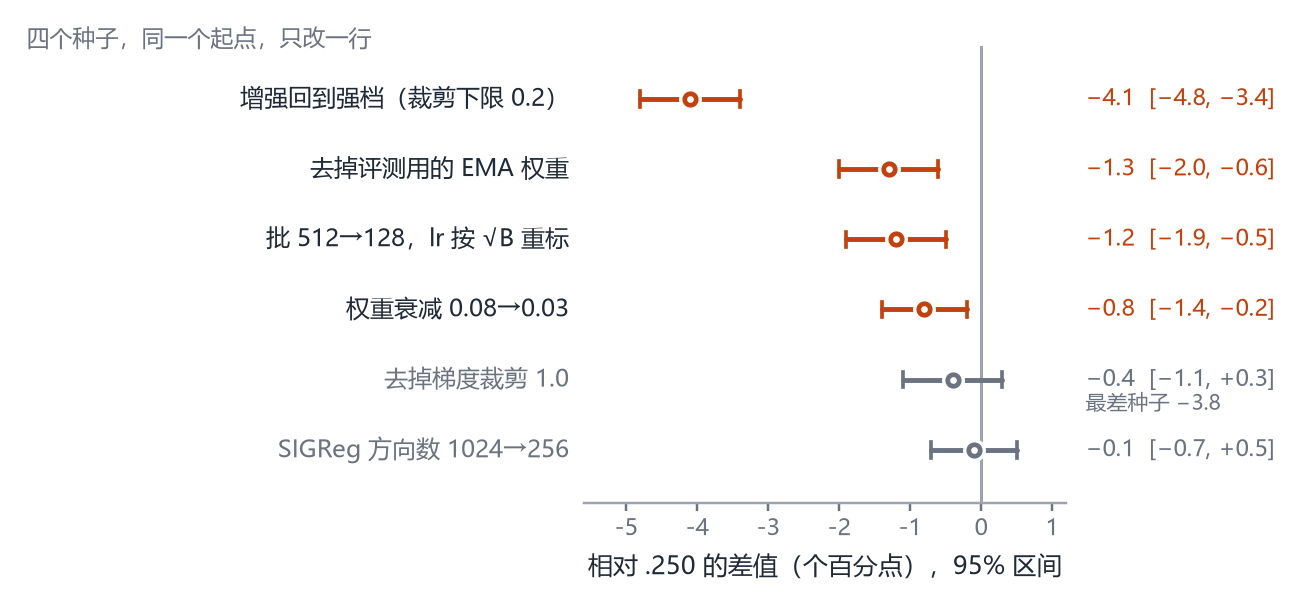 四个种子，同一个起点，只改一行
增强回到强档（裁剪下限 0.2） −4.1 [−4.8, −3.4]
去掉评测用的 EMA 权重 −1.3 [−2.0, −0.6]
批 512→128，lr 按 √B 重标 −1.2 [−1.9, −0.5]
权重衰减 0.08→0.03 −0.8 [−1.4, −0.2]
去掉梯度裁剪 1.0 −0.4 [−1.1, +0.3]
最差种子 −3.8
SIGReg 方向数 1024→256 −0.1 [−0.7, +0.5]
-5 -4 -3 -2 -1 0 1
相对 .250 的差值（个百分点），95% 区间